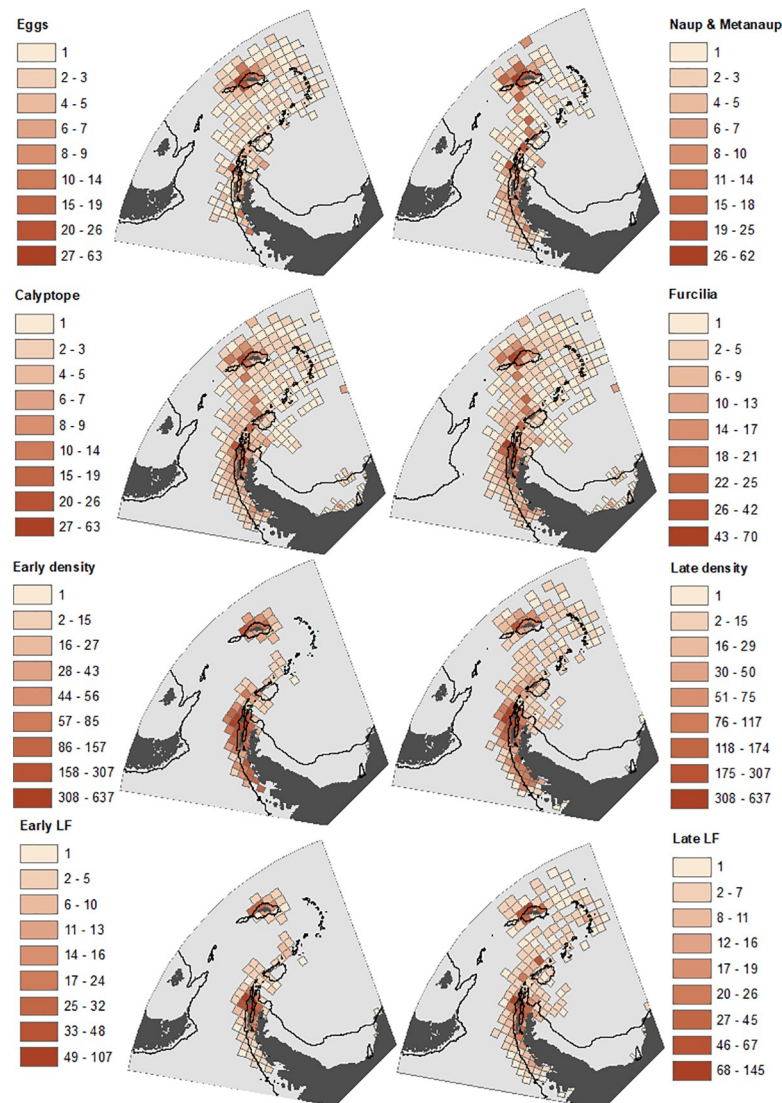 Eggs
1
2 - 3
4 - 5
6 - 7
8 - 9
10 - 14
15 - 19
20 - 26
27 - 63
Naup & Metanaup
1
2 - 3
4 - 5
6 - 7
8 - 10
11 - 14
15 - 18
19 - 25
26 - 62
Calyptope
1
2 - 3
4 - 5
6 - 7
8 - 9
10 - 14
15 - 19
20 - 26
27 - 63
Furcilia
1
2 - 5
6 - 9
10 - 13
14 - 17
18 - 21
22 - 25
26 - 42
43 - 70
Early density
1
2 - 15
16 - 27
28 - 43
44 - 56
57 - 85
86 - 157
158 - 307
308 - 637
Late density
1
2 - 15
16 - 29
30 - 50
51 - 75
76 - 117
118 - 174
175 - 307
308 - 637
Early LF
1
2 - 5
6 - 10
11 - 13
14 - 16
17 - 24
25 - 32
33 - 48
49 - 107
Late LF
1
2 - 7
8 - 11
12 - 16
17 - 19
20 - 26
27 - 45
46 - 67
68 - 145